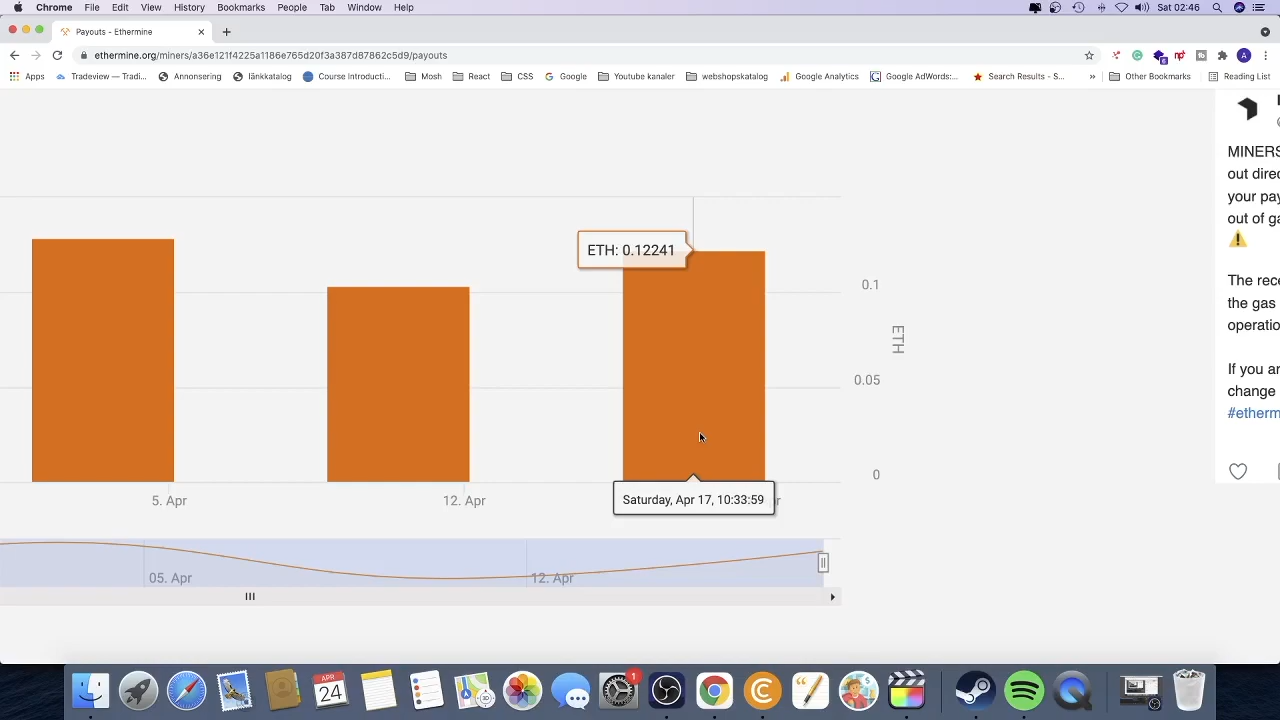 Chrome File Edit View History Bookmarks People Tab Window Help Sat 02:46
Payouts - Ethermine
ethermine.org/miners/a36e121f4225a1186e765d20f3a387d87862c5d9/payouts
Apps Tradeview – Tradi... Annonsering länkkatalog Course Introducti... Mosh React CSS Google Youtube kanaler webshopskatalog Google Analytics Google AdWords:... Search Results - S... » Other Bookmarks Reading List
MINERS
out direc
your pay
out of ga
The rece
the gas
operatio
If you ar
change
#etherm
ETH: 0.12241
0.1
0.05
0
ETH
5. Apr
12. Apr
Saturday, Apr 17, 10:33:59
05. Apr
12. Apr
APR
24
1